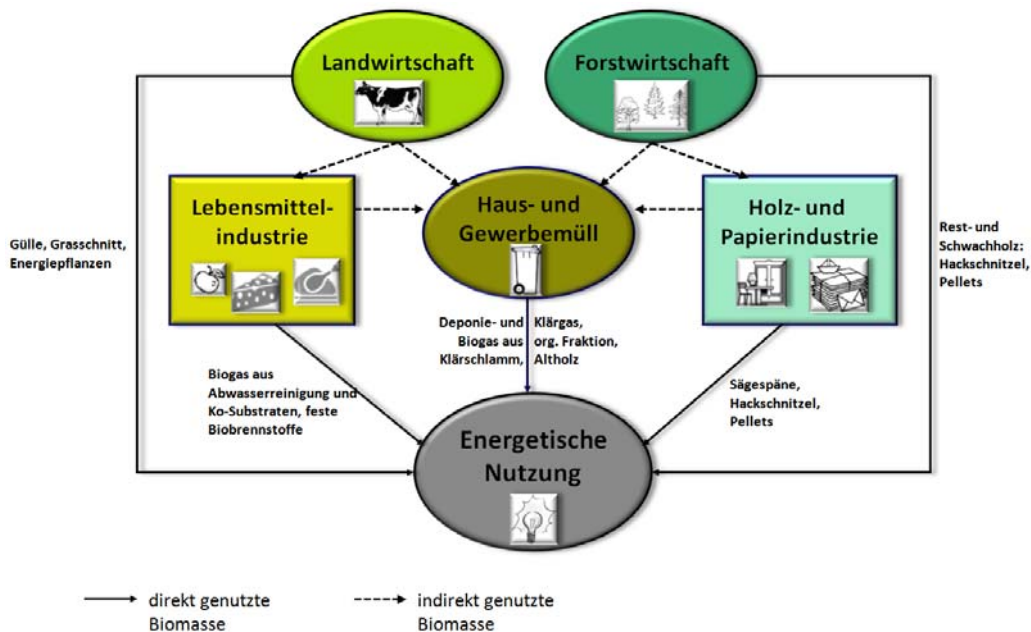 Landwirtschaft
Forstwirtschaft
Lebensmittel-
industrie
Haus- und
Gewerbemüll
Holz- und
Papierindustrie
Gülle, Grasschnitt,
Energiepflanzen
Rest- und
Schwachholz:
Hackschnitzel,
Pellets
Deponie- und
Biogas aus
Klärschlamm,
Klärgas,
org. Fraktion,
Altholz
Biogas aus
Abwasserreinigung und
Ko-Substraten, feste
Biobrennstoffe
Sägespäne,
Hackschnitzel,
Pellets
Energetische
Nutzung
direkt genutzte
Biomasse
indirekt genutzte
Biomasse